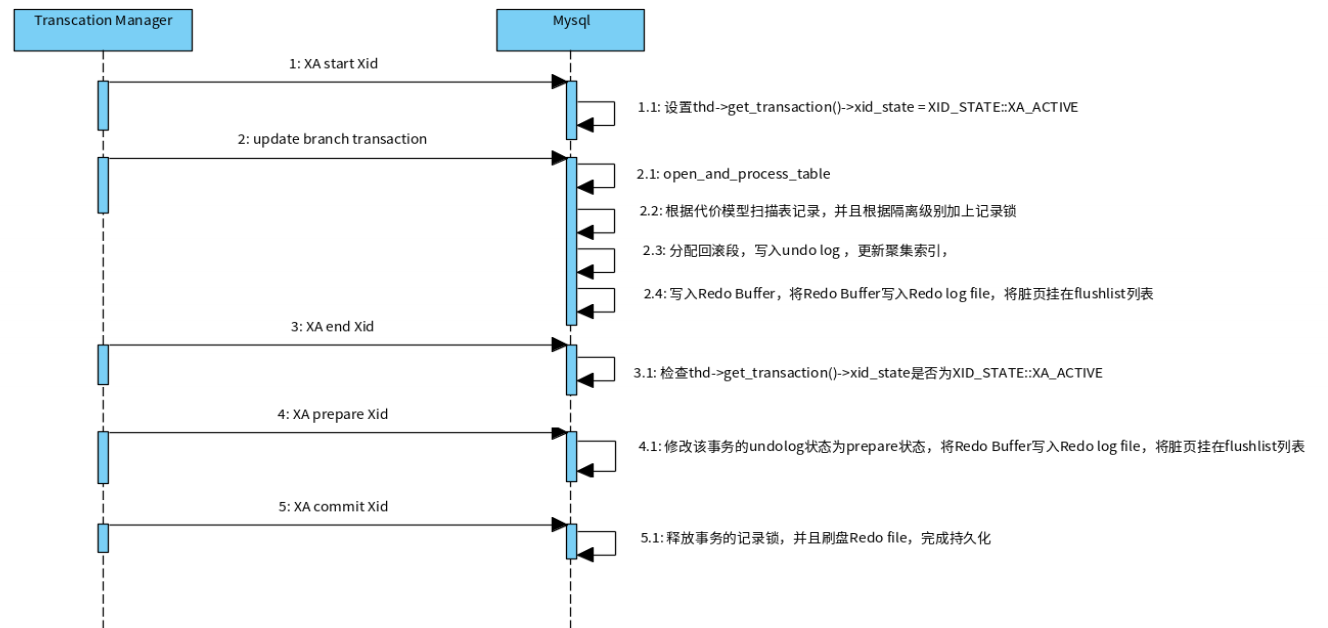 Transcation Manager
Mysql
1: XA start Xid
1.1: 设置thd->get_transaction()->xid_state = XID_STATE::XA_ACTIVE
2: update branch transaction
2.1: open_and_process_table
2.2: 根据代价模型扫描表记录，并且根据隔离级别加上记录锁
2.3: 分配回滚段，写入undo log ，更新聚集索引，
2.4: 写入Redo Buffer，将Redo Buffer写入Redo log file，将脏页挂在flushlist列表
3: XA end Xid
3.1: 检查thd->get_transaction()->xid_state是否为XID_STATE::XA_ACTIVE
4: XA prepare Xid
4.1: 修改该事务的undolog状态为prepare状态，将Redo Buffer写入Redo log file，将脏页挂在flushlist列表
5: XA commit Xid
5.1: 释放事务的记录锁，并且刷盘Redo file，完成持久化